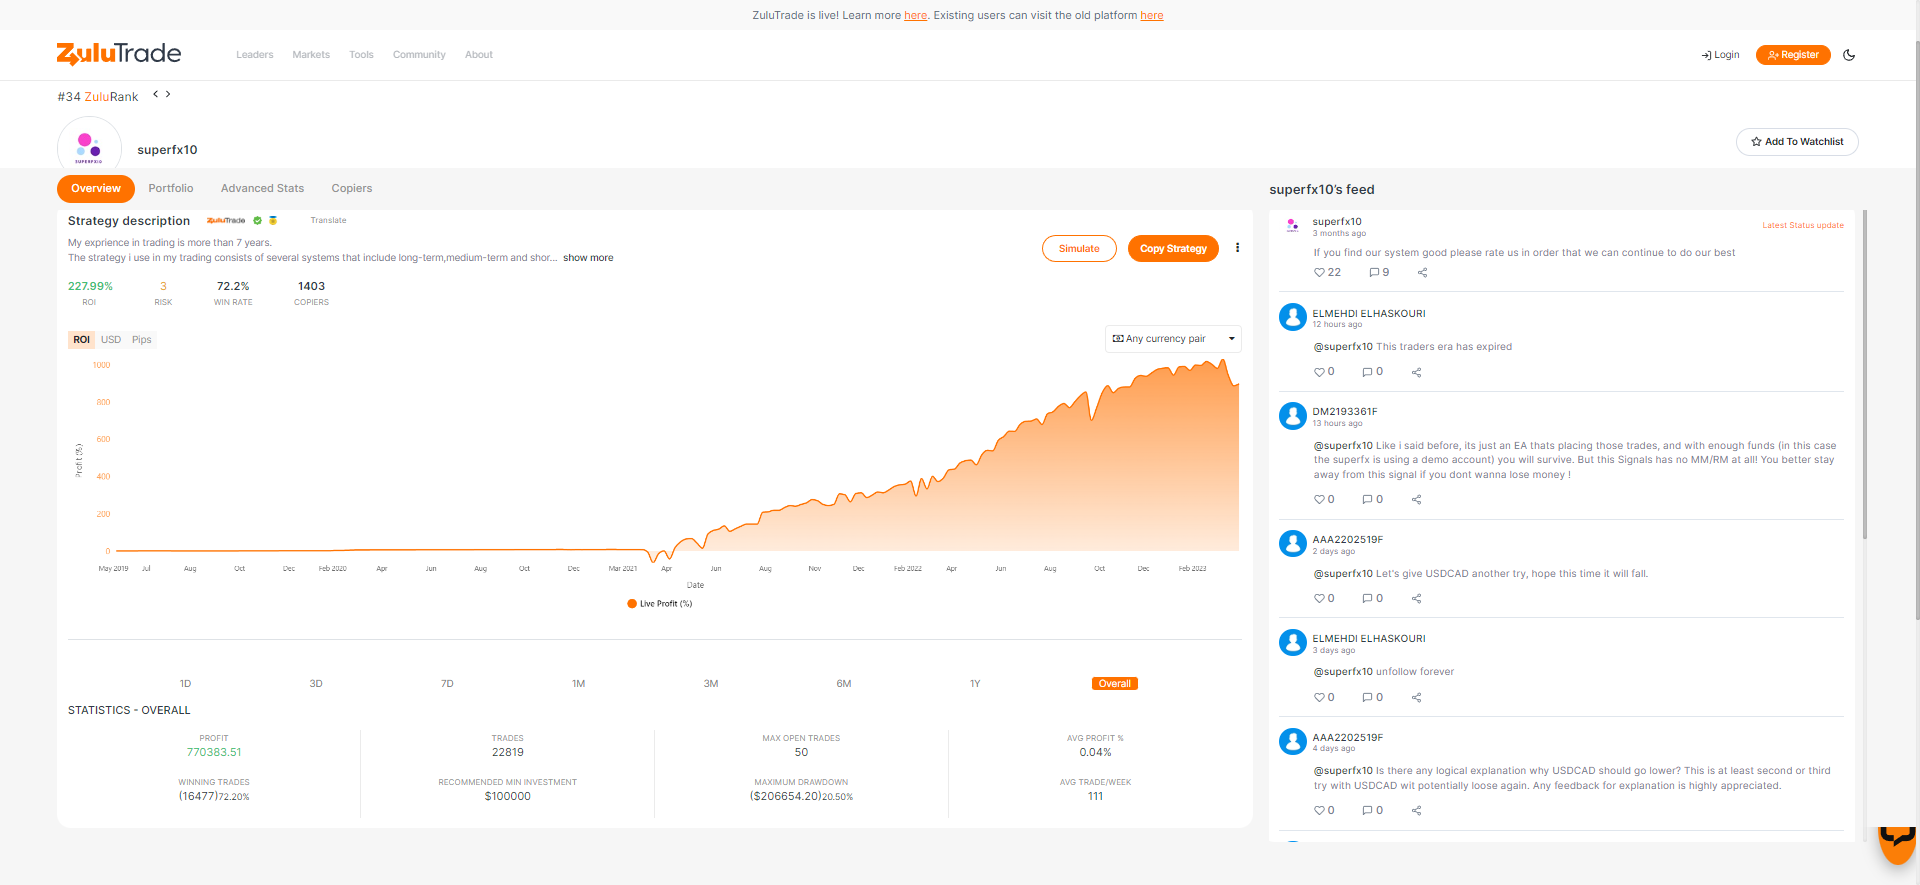 ZuluTrade is live! Learn more here. Existing users can visit the old platform here
ZuluTrade
Leaders Markets Tools Community About
Login Register
#34 ZuluRank < >
SUPERFX10
superfx10
Add To Watchlist
Overview Portfolio Advanced Stats Copiers
Strategy description ZuluTrade Translate
My exprience in trading is more than 7 years.
The strategy i use in my trading consists of several systems that include long-term,medium-term and shor... show more
Simulate Copy Strategy
227.99% 3 72.2% 1403
ROI RISK WIN RATE COPIERS
ROI USD Pips
Any currency pair
1000
800
600
400
200
0
Profit (%)
May 2019 Jul Aug Oct Dec Feb 2020 Apr Jun Aug Oct Dec Mar 2021 Apr Jun Aug Nov Dec Feb 2022 Apr Jun Aug Oct Dec Feb 2023
Date
Live Profit (%)
1D 3D 7D 1M 3M 6M 1Y Overall
STATISTICS - OVERALL
PROFIT TRADES MAX OPEN TRADES AVG PROFIT %
770383.51 22819 50 0.04%
WINNING TRADES RECOMMENDED MIN INVESTMENT MAXIMUM DRAWDOWN AVG TRADE/WEEK
(16477)72.20% $100000 ($206654.20)20.50% 111
superfx10's feed
superfx10
3 months ago
Latest Status update
If you find our system good please rate us in order that we can continue to do our best
22 9
ELMEHDI ELHASKOURI
12 hours ago
@superfx10 This traders era has expired
0 0
DM2193361F
13 hours ago
@superfx10 Like i said before, its just an EA thats placing those trades, and with enough funds (in this case
the superfx is using a demo account) you will survive. But this Signals has no MM/RM at all! You better stay
away from this signal if you dont wanna lose money !
0 0
AAA2202519F
2 days ago
@superfx10 Let's give USDCAD another try, hope this time it will fall.
0 0
ELMEHDI ELHASKOURI
3 days ago
@superfx10 unfollow forever
0 0
AAA2202519F
4 days ago
@superfx10 Is there any logical explanation why USDCAD should go lower? This is at least second or third
try with USDCAD wit potentially loose again. Any feedback for explanation is highly appreciated.
0 0